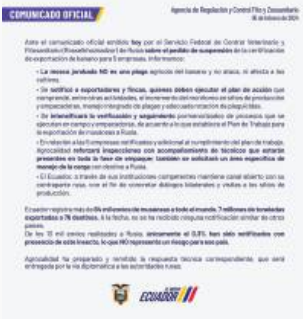 COMUNICADO OFICIAL
Agencia de Regulación y Control Fito y Zoosanitario
16 de febrero de 2024
Ante el comunicado oficial emitido hoy por el Servicio Federal de Control Veterinario y
Fitosanitario (Rosselkhoznadzor) de Rusia sobre el pedido de suspensión de la certificación
de exportación de banano para 5 empresas, informamos:
- La mosca jorobada NO es una plaga agrícola del banano y no ataca, ni afecta a los
cultivos.
- Se notificó a exportadores y fincas, quienes deben ejecutar el plan de acción que
comprende, entre otras actividades, el incremento del monitoreo en sitios de producción
y empacadoras, manejo integrado de plagas y adecuada rotación de plaguicidas.
- Se intensificará la verificación y seguimiento pormenorizados de procesos que se
ejecutan en campo y empacadoras, de acuerdo a lo que establece el Plan de Trabajo para
la exportación de musáceas a Rusia.
- En relación a las 5 empresas notificadas y adicional al cumplimiento del plan de trabajo,
Agrocalidad reforzará inspecciones con acompañamiento de técnicos que estarán
presentes en toda la fase de empaque; también se solicitará un área específica de
manejo de la carga con destino a Rusia.
- El Ecuador, a través de sus instituciones competentes mantiene canal abierto con su
contraparte rusa, con el fin de concretar diálogos bilaterales y visitas a los sitios de
producción.
Ecuador registra más de 64 mil envíos de musáceas a todo el mundo, 7 millones de toneladas
exportadas a 76 destinos. A la fecha, no se ha recibido ninguna notificación similar de otros
países.
De los 13 mil envíos realizados a Rusia, únicamente el 0,3% han sido notificados con
presencia de este insecto, lo que NO representa un riesgo para ese país.
Agrocalidad ha preparado y remitido la respuesta técnica correspondiente, que será
entregada por la vía diplomática a las autoridades rusas.
EL NUEVO
ECUADOR